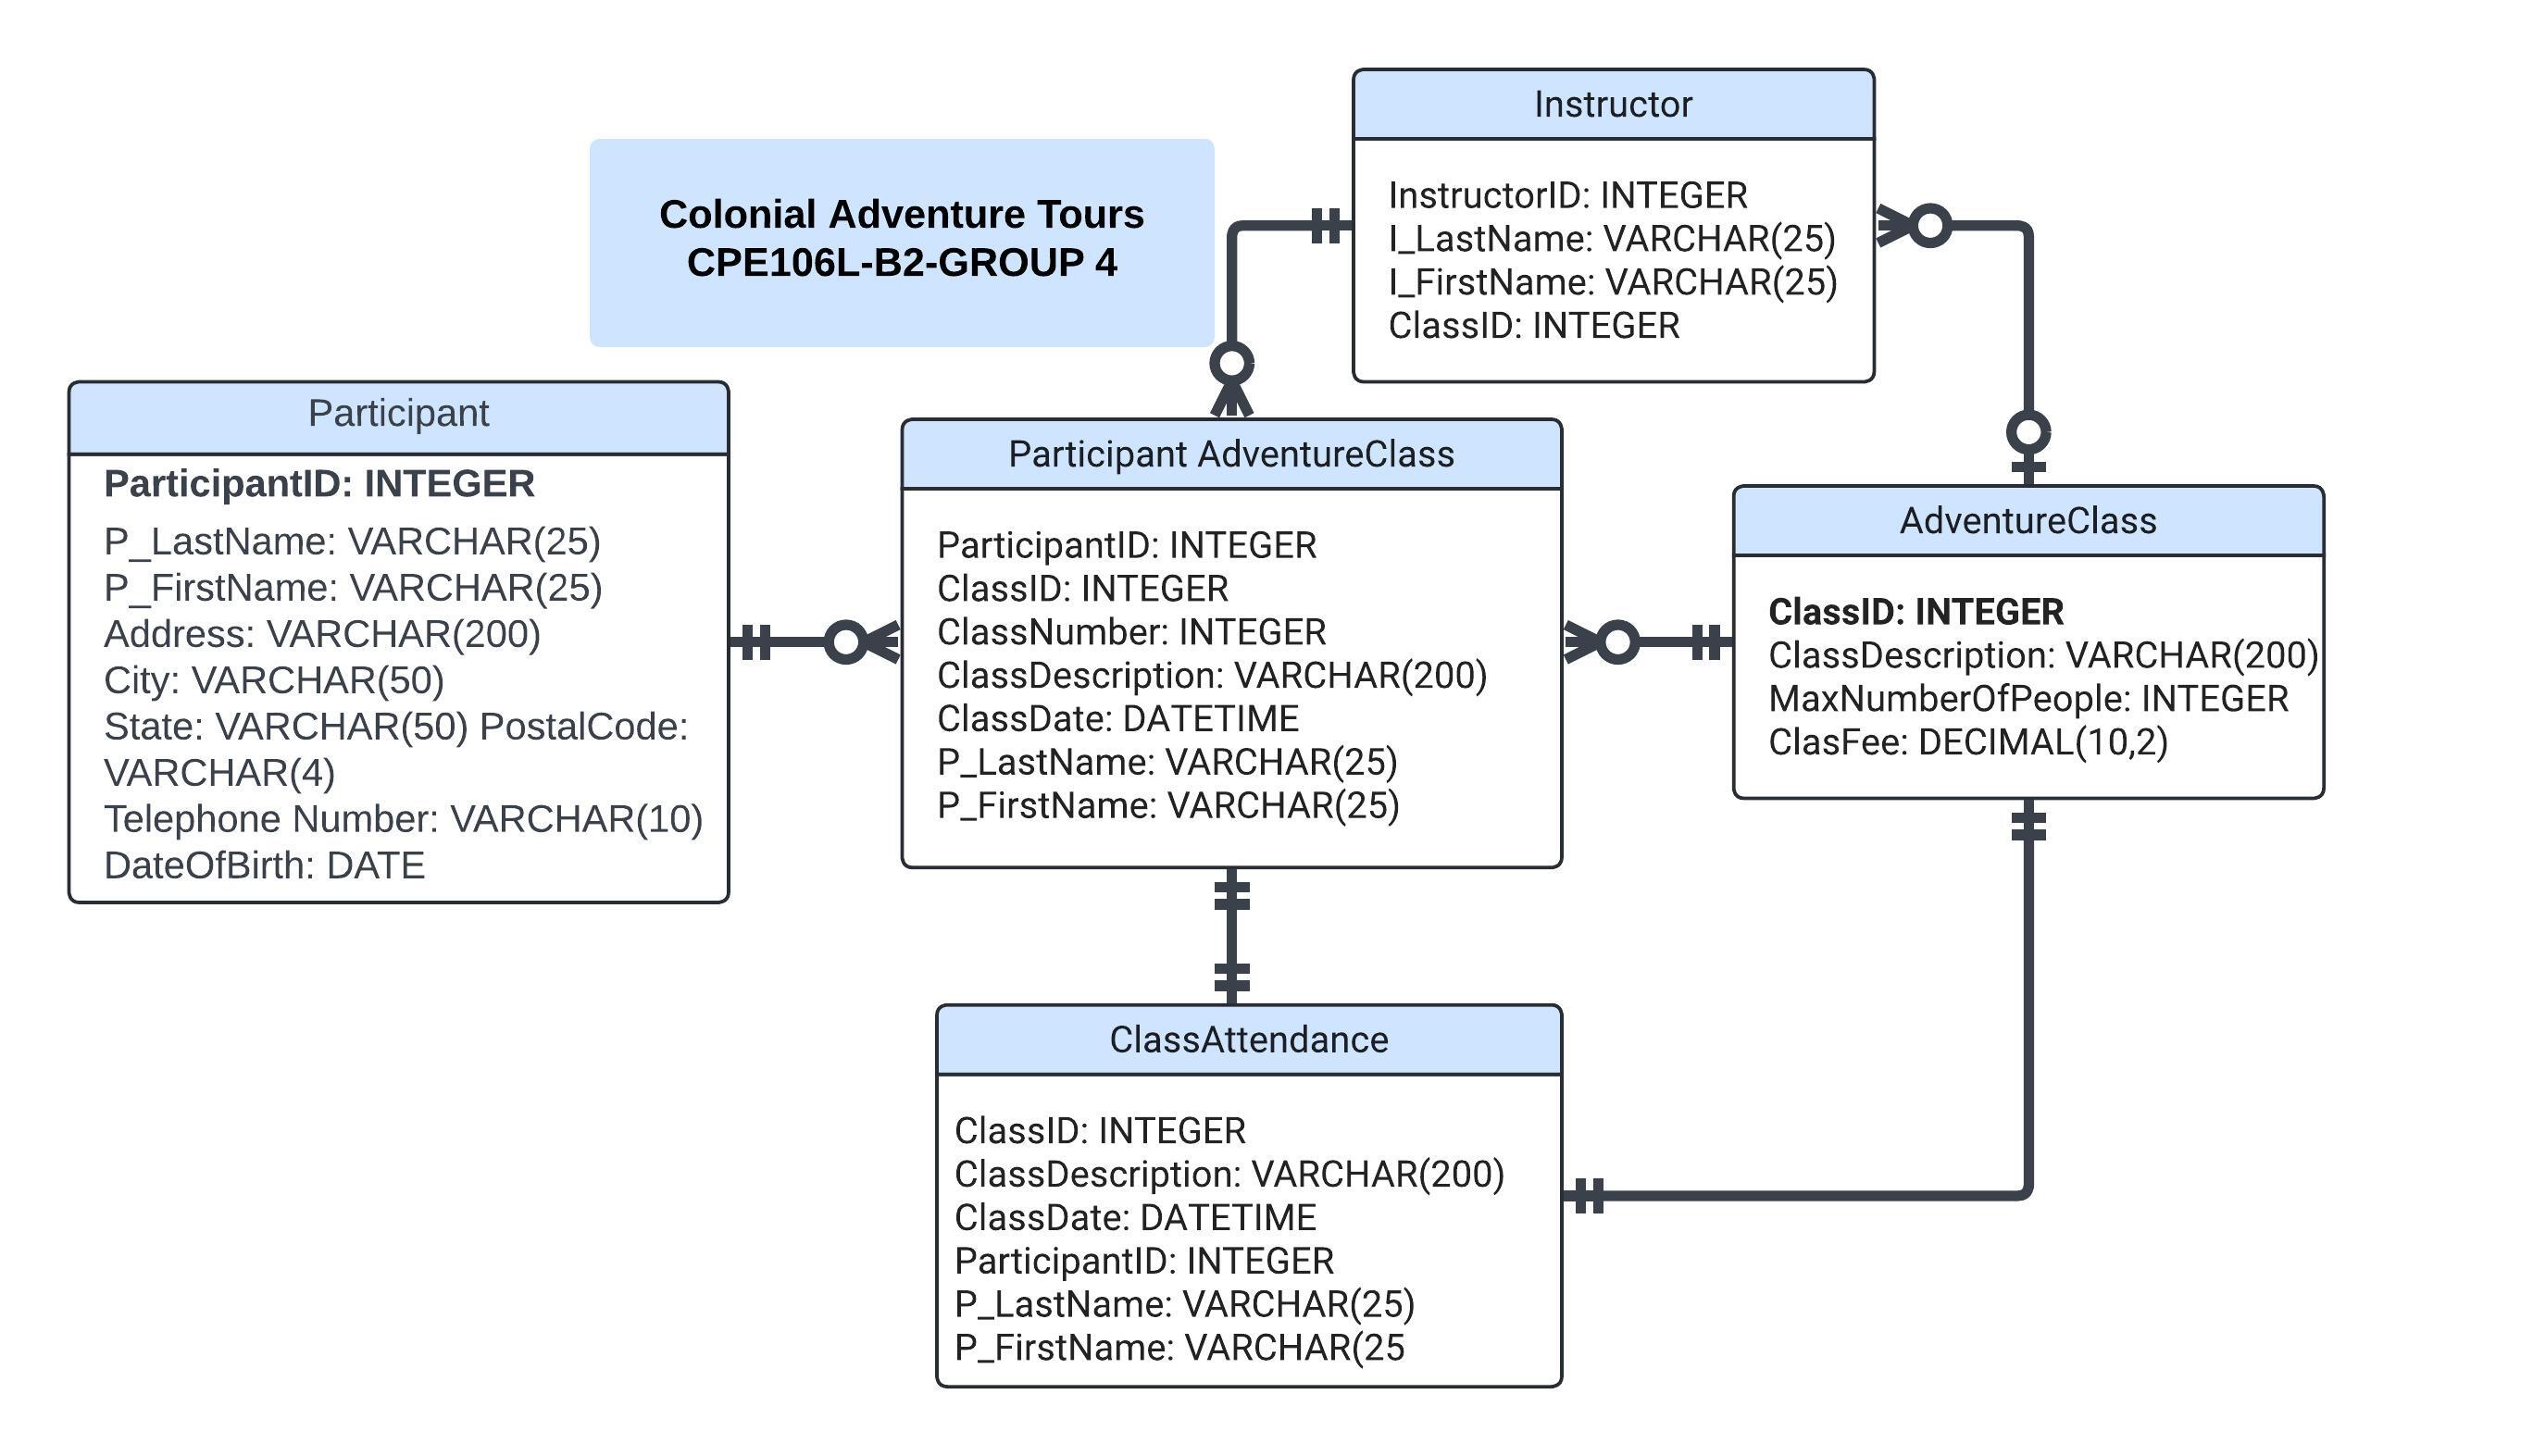 Colonial Adventure Tours
CPE106L-B2-GROUP 4
Instructor
InstructorID: INTEGER
I_LastName: VARCHAR(25)
I_FirstName: VARCHAR(25)
ClassID: INTEGER
Participant
ParticipantID: INTEGER
P_LastName: VARCHAR(25)
P_FirstName: VARCHAR(25)
Address: VARCHAR(200)
City: VARCHAR(50)
State: VARCHAR(50) PostalCode:
VARCHAR(4)
Telephone Number: VARCHAR(10)
DateOfBirth: DATE
Participant AdventureClass
ParticipantID: INTEGER
ClassID: INTEGER
ClassNumber: INTEGER
ClassDescription: VARCHAR(200)
ClassDate: DATETIME
P_LastName: VARCHAR(25)
P_FirstName: VARCHAR(25)
AdventureClass
ClassID: INTEGER
ClassDescription: VARCHAR(200)
MaxNumberOfPeople: INTEGER
ClasFee: DECIMAL(10,2)
ClassAttendance
ClassID: INTEGER
ClassDescription: VARCHAR(200)
ClassDate: DATETIME
ParticipantID: INTEGER
P_LastName: VARCHAR(25)
P_FirstName: VARCHAR(25